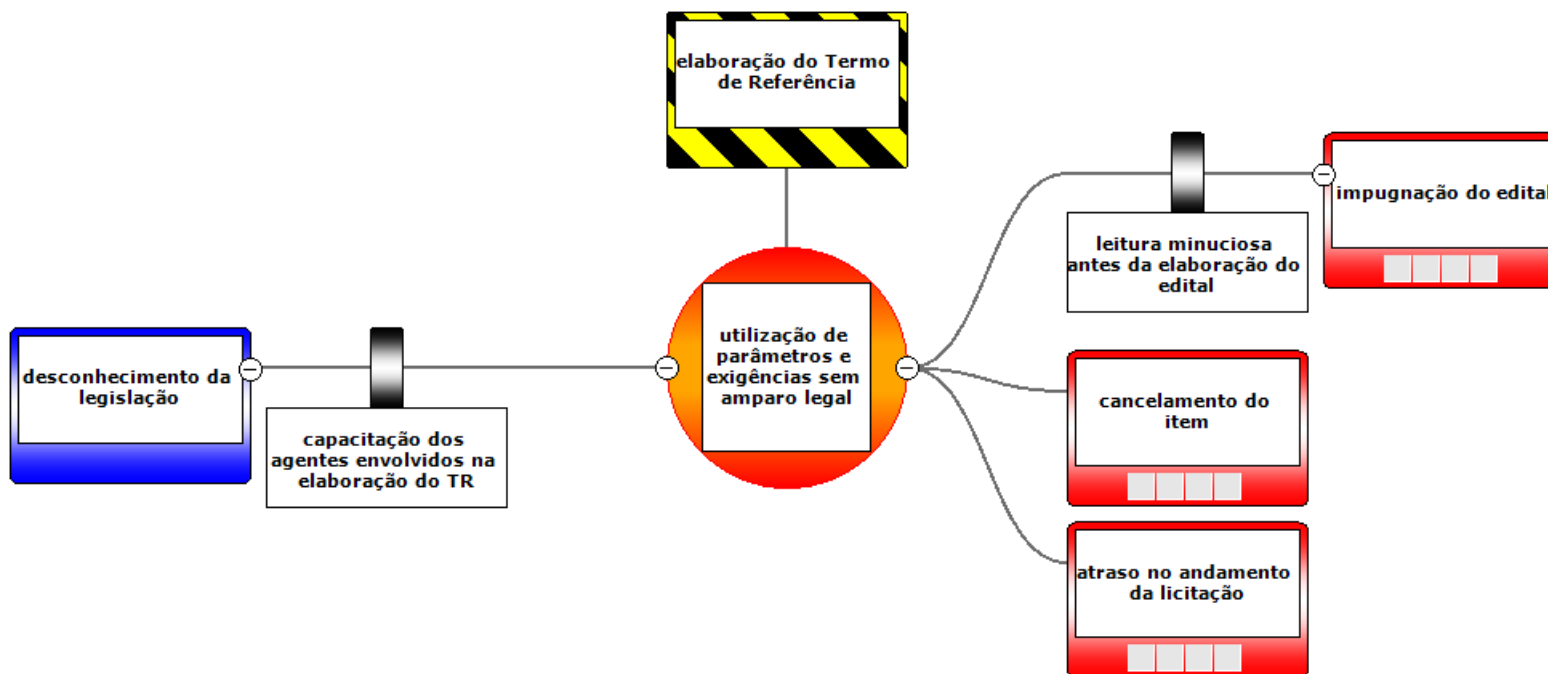 elaboração do Termo
de Referência
impugnação do edital
leitura minuciosa
antes da elaboração do
edital
utilização de
parâmetros e
exigências sem
amparo legal
desconhecimento da
legislação
capacitação dos
agentes envolvidos na
elaboração do TR
cancelamento do
item
atraso no andamento
da licitação